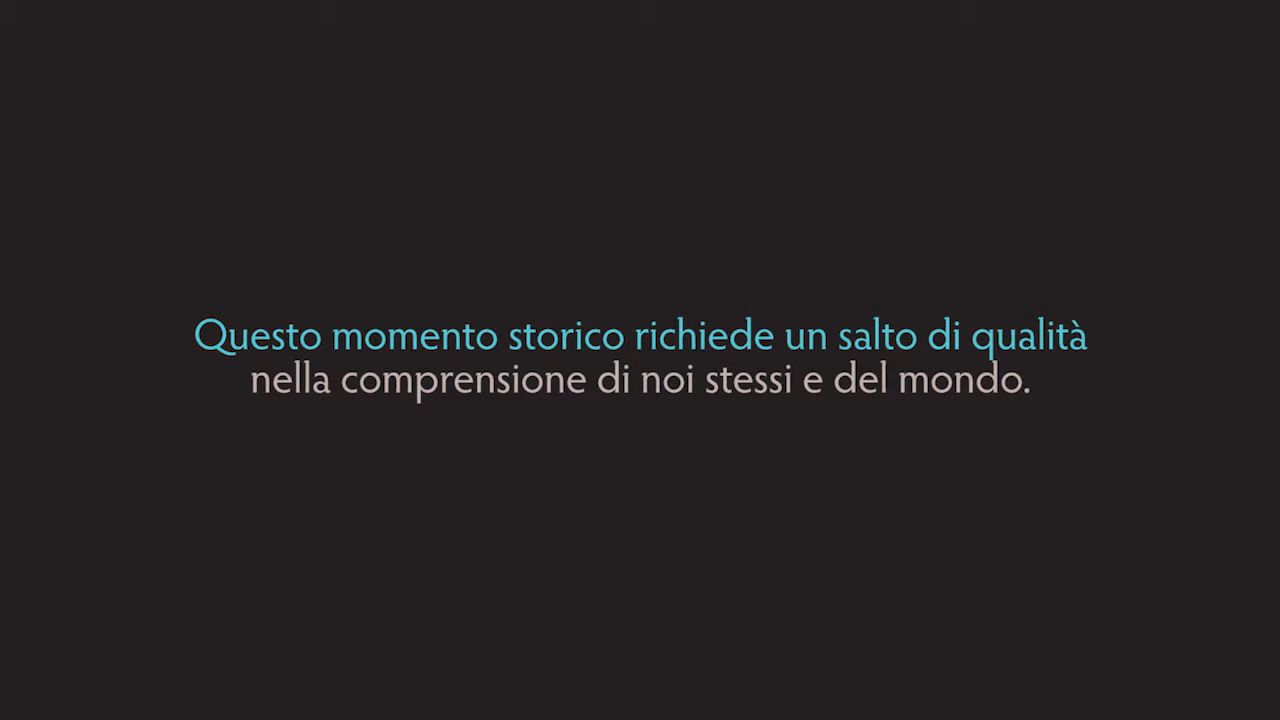 Questo momento storico richiede un salto di qualità
nella comprensione di noi stessi e del mondo.